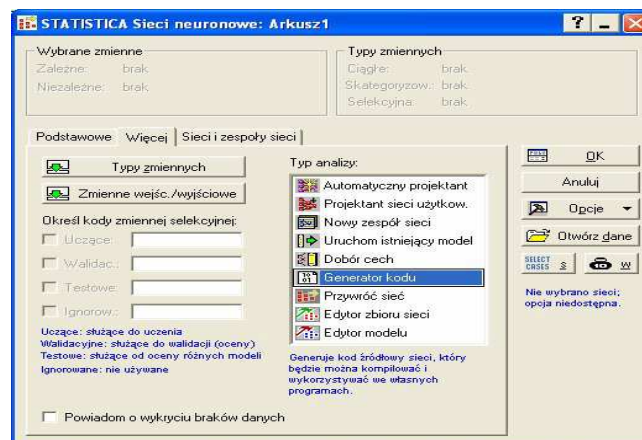 STATISTICA Sieci neuronowe: Arkusz1
Wybrane zmienne
Zależne: brak
Niezależne: brak
Typy zmiennych
Ciągłe: brak
Skategoryzow.: brak
Selekcyjna: brak
Podstawowe Więcej Sieci i zespoły sieci
Typy zmiennych
Zmienne wejśc./wyjściowe
Określ kody zmiennej selekcyjnej:
Uczące:
Walidac.:
Testowe:
Ignorow.:
Uczące: służące do uczenia
Walidacyjne: służące do walidacji (oceny)
Testowe: służące od oceny różnych modeli
Ignorowane: nie używane
Powiadom o wykryciu braków danych
Typ analizy:
Automatyczny projektant
Projektant sieci użytkow.
Nowy zespół sieci
Uruchom istniejący model
Dobór cech
Generator kodu
Przywróć sieć
Edytor zbioru sieci
Edytor modelu
Generuje kod źródłowy sieci, który
będzie można kompilować i
wykorzystywać we własnych
programach.
OK
Anuluj
Opcje
Otwórz dane
SELECT CASES S W
Nie wybrano sieci;
opcja niedostępna.